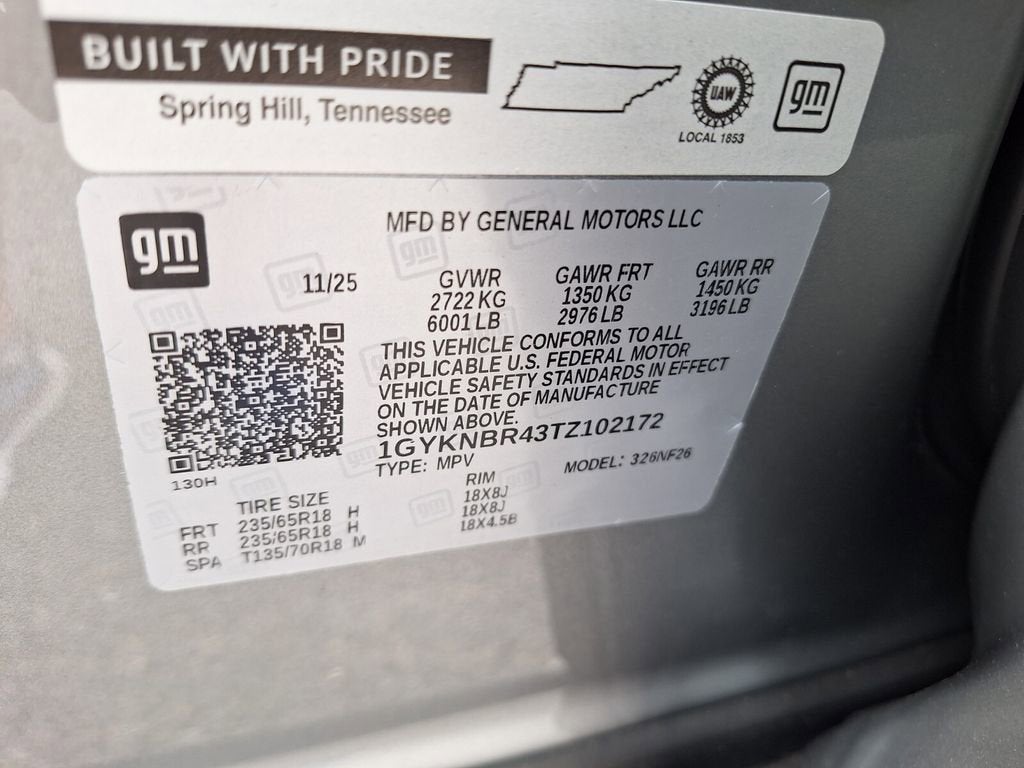 BUILT WITH PRIDE
Spring Hill, Tennessee
UAW
LOCAL 1853
gm
gm
MFD BY GENERAL MOTORS LLC
11/25
GVWR GAWR FRT GAWR RR
2722 KG 1350 KG 1450 KG
6001 LB 2976 LB 3196 LB
THIS VEHICLE CONFORMS TO ALL
APPLICABLE U.S. FEDERAL MOTOR
VEHICLE SAFETY STANDARDS IN EFFECT
ON THE DATE OF MANUFACTURE
SHOWN ABOVE.
1GYKNBR43TZ102172
TYPE: MPV MODEL: 326NF26
130H
TIRE SIZE RIM
FRT 235/65R18 H 18X8J
RR 235/65R18 H 18X8J
SPA T135/70R18 M 18X4.5B